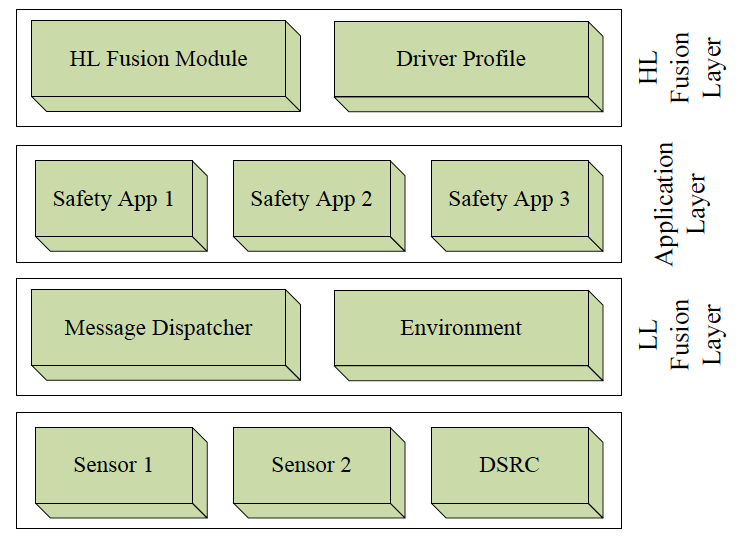 HL Fusion Module
Driver Profile
HL
Fusion
Layer
Safety App 1
Safety App 2
Safety App 3
Application
Layer
Message Dispatcher
Environment
LL
Fusion
Layer
Sensor 1
Sensor 2
DSRC